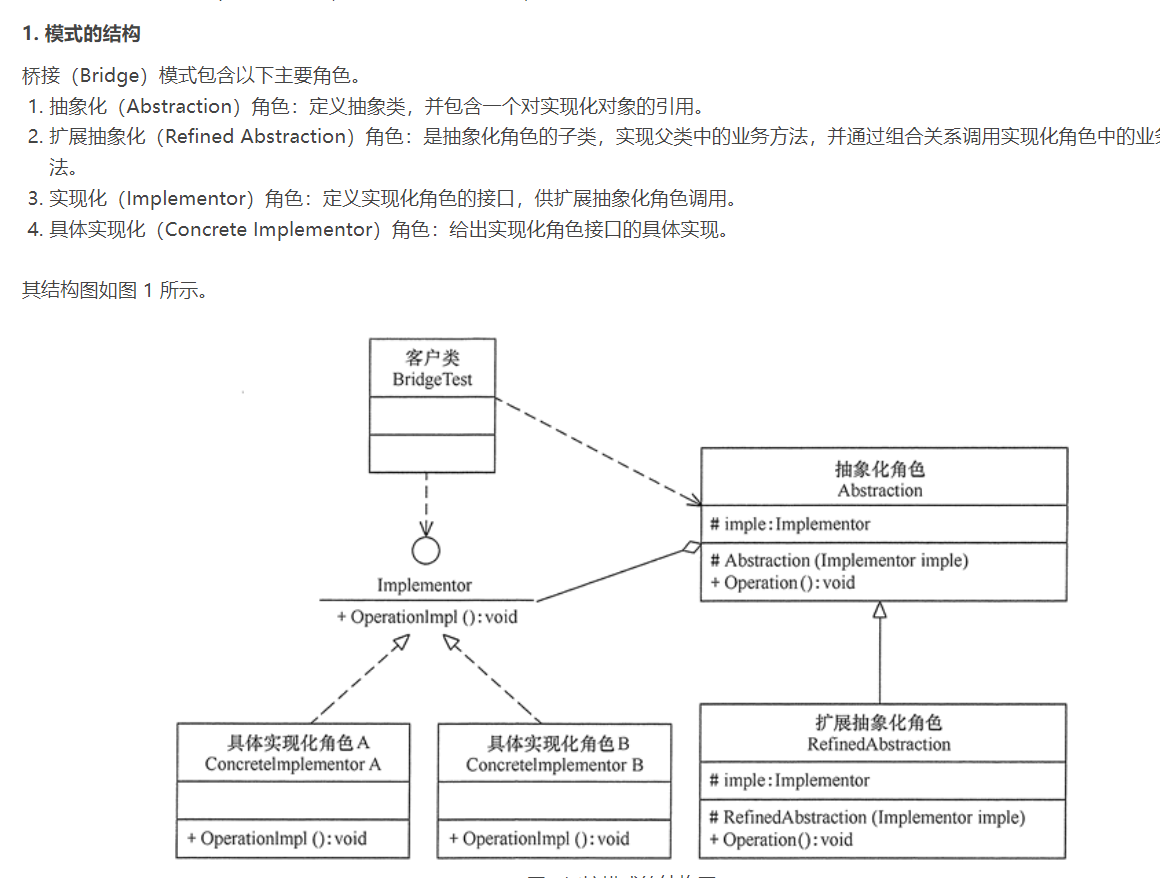 1. 模式的结构
桥接（Bridge）模式包含以下主要角色。
1. 抽象化（Abstraction）角色：定义抽象类，并包含一个对实现化对象的引用。
2. 扩展抽象化（Refined Abstraction）角色：是抽象化角色的子类，实现父类中的业务方法，并通过组合关系调用实现化角色中的业
法。
3. 实现化（Implementor）角色：定义实现化角色的接口，供扩展抽象化角色调用。
4. 具体实现化（Concrete Implementor）角色：给出实现化角色接口的具体实现。
其结构图如图 1 所示。
客户类
BridgeTest
抽象化角色
Abstraction
# imple:Implementor
# Abstraction (Implementor imple)
+ Operation():void
Implementor
+ OperationImpl ():void
具体实现化角色A
ConcreteImplementor A
+ OperationImpl ():void
具体实现化角色B
ConcreteImplementor B
+ OperationImpl ():void
扩展抽象化角色
RefinedAbstraction
# imple:Implementor
# RefinedAbstraction (Implementor imple)
+ Operation():void